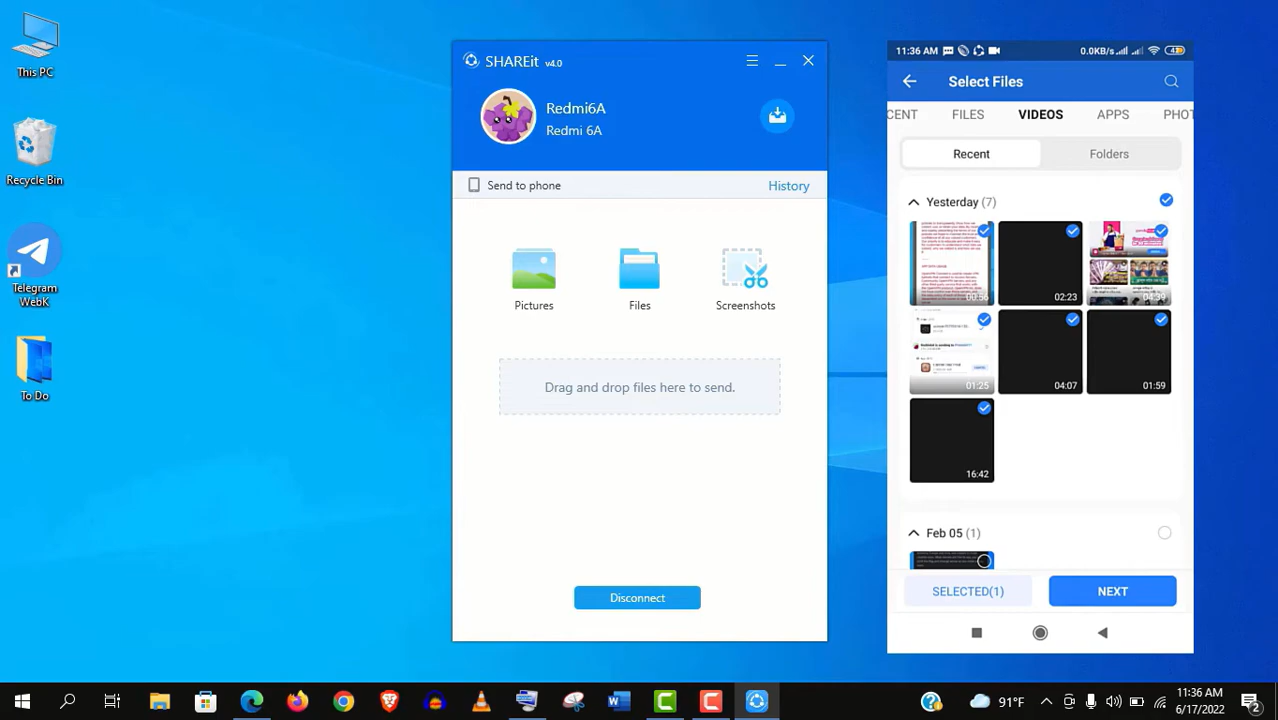 This PC
Recycle Bin
Telegram
WebK
To Do
SHAREit v4.0
Redmi6A
Redmi 6A
Send to phone
History
Pictures
Files
Screenshots
Drag and drop files here to send.
Disconnect
11:36 AM
0.0KB/s
Select Files
CENT FILES VIDEOS APPS PHOT
Recent Folders
Yesterday (7)
02:23
04:39
01:25 04:07 01:59
16:42
Feb 05 (1)
SELECTED(1) NEXT
91°F
11:36 AM
6/17/2022
2